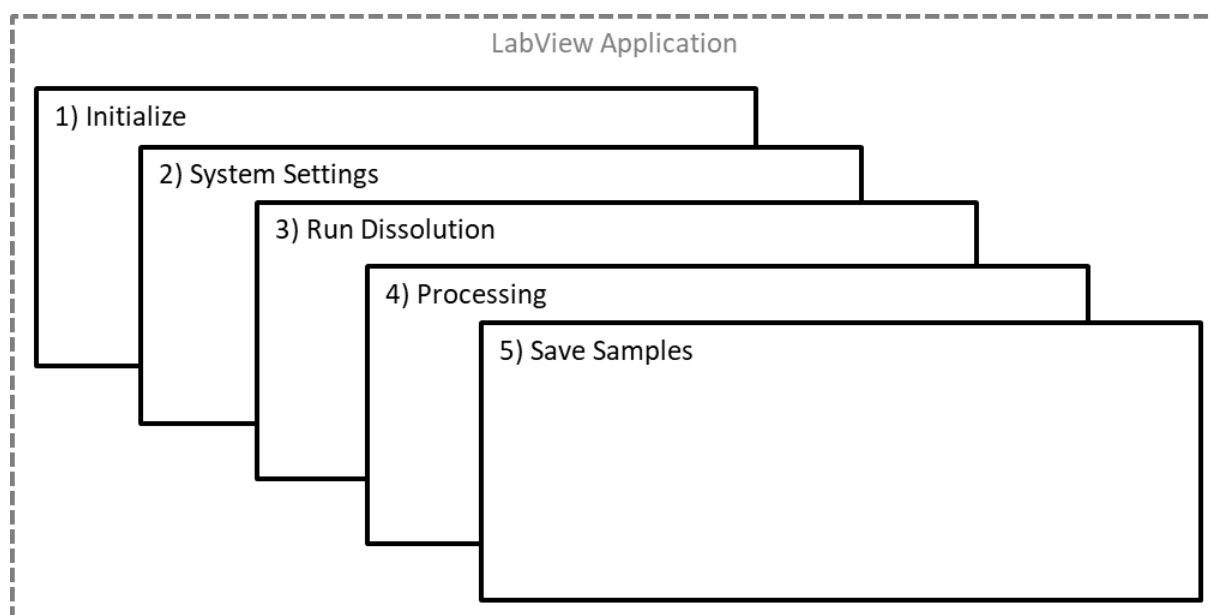 LabView Application
1) Initialize
2) System Settings
3) Run Dissolution
4) Processing
5) Save Samples